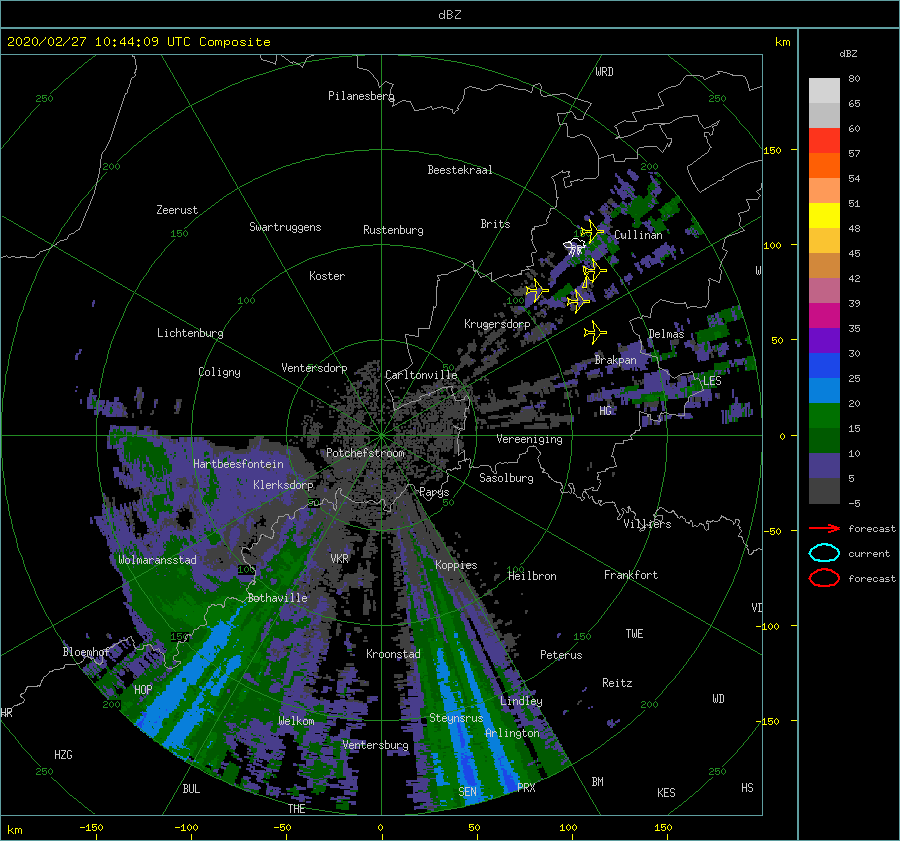 dBZ
2020/02/27 10:44:09 UTC Composite
km
dBZ
WRD
80
250
Pilanesberg
250
65
60
150
57
200
Beestekraal
200
54
Zeerust
51
Swartruggens
Rustenburg
Brits
150
Cullinan
48
100
45
Koster
W
42
100
100
39
Lichtenburg
Krugersdorp
Delmas
35
50
Ventersdorp
Brakpan
30
Coligny
Carltonville
50
LES
25
HG
20
Vereeniging
0
15
Potchefstroom
Hartbeesfontein
10
Klerksdorp
Parys
Sasolburg
5
50
50
-5
Villiers
-50
forecast
VKR
Wolmaransstad
Koppies
current
100
100
Heilbron
Frankfort
forecast
Bothaville
VI
-100
150
150
TWE
Bloemhof
Kroonstad
Peterus
HOP
Reitz
WD
200
Lindley
200
HR
Welkom
Steynsrus
-150
Arlington
HZG
Ventersburg
250
250
BUL
SEN
PRX
BM
KES
HS
THE
km
-150
-100
-50
0
50
100
150